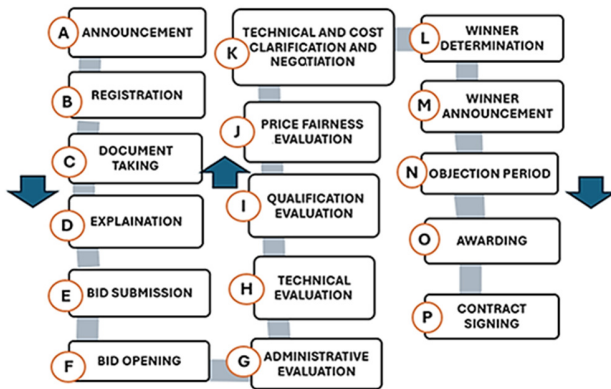 A
ANNOUNCEMENT
B
REGISTRATION
C
DOCUMENT
TAKING
D
EXPLAINATION
E
BID SUBMISSION
F
BID OPENING
G
ADMINISTRATIVE
EVALUATION
H
TECHNICAL
EVALUATION
I
QUALIFICATION
EVALUATION
J
PRICE FAIRNESS
EVALUATION
K
TECHNICAL AND COST
CLARIFICATION AND
NEGOTIATION
L
WINNER
DETERMINATION
M
WINNER
ANNOUNCEMENT
N
OBJECTION PERIOD
O
AWARDING
P
CONTRACT
SIGNING